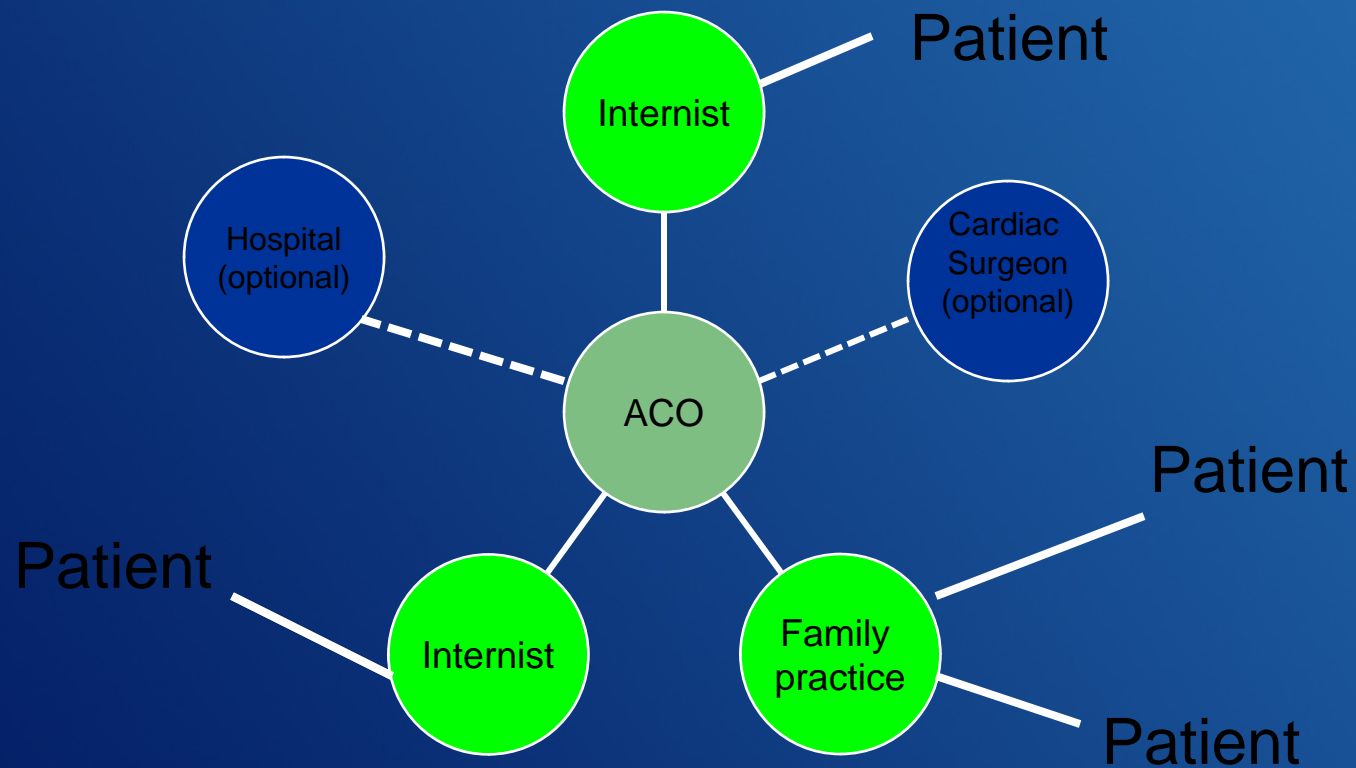 Patient
Internist
Hospital
(optional)
Cardiac
Surgeon
(optional)
ACO
Patient
Patient
Internist
Family
practice
Patient